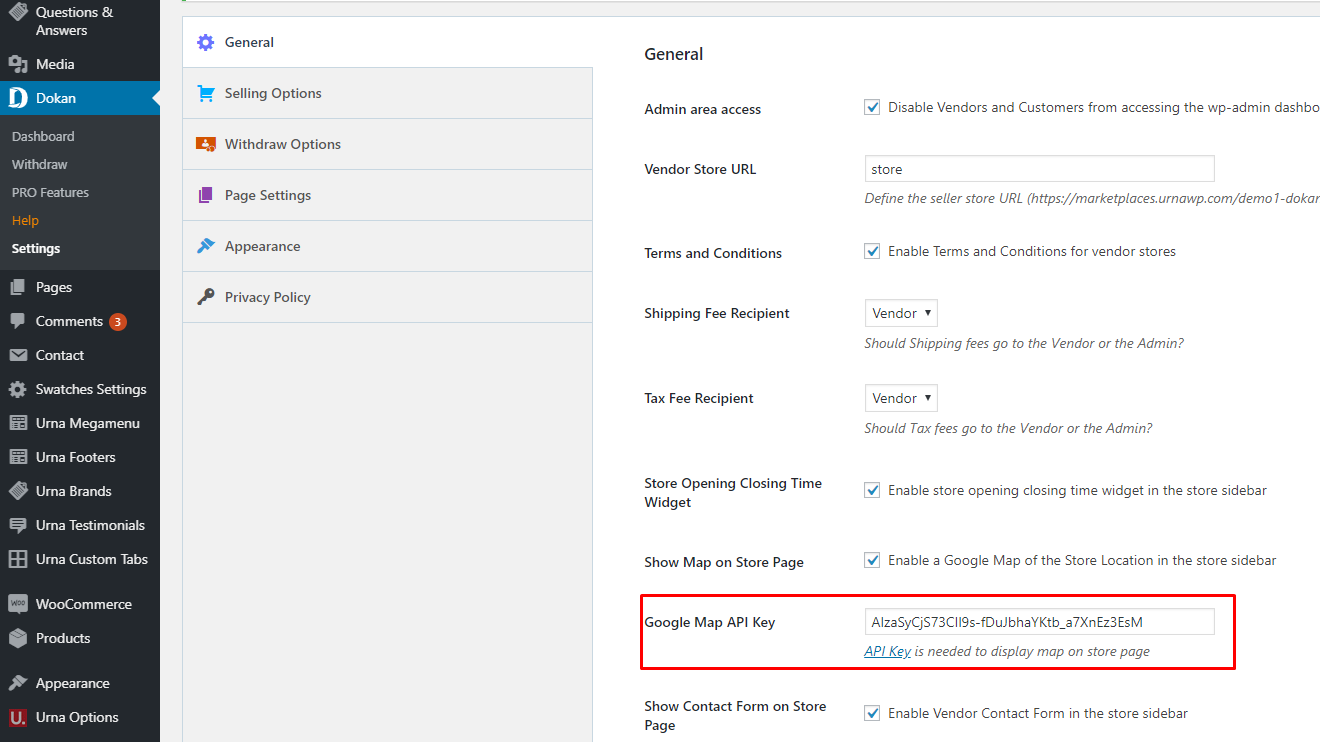 Questions &
Answers
Media
Dokan
Dashboard
Withdraw
PRO Features
Help
Settings
Pages
Comments 3
Contact
Swatches Settings
Urna Megamenu
Urna Footers
Urna Brands
Urna Testimonials
Urna Custom Tabs
WooCommerce
Products
Appearance
U. Urna Options
General
Selling Options
Withdraw Options
Page Settings
Appearance
Privacy Policy
General
Admin area access
Disable Vendors and Customers from accessing the wp-admin dashbo
Vendor Store URL
store
Define the seller store URL (https://marketplaces.urnawp.com/demo1-dokan
Terms and Conditions
Enable Terms and Conditions for vendor stores
Shipping Fee Recipient
Vendor
Should Shipping fees go to the Vendor or the Admin?
Tax Fee Recipient
Vendor
Should Tax fees go to the Vendor or the Admin?
Store Opening Closing Time
Widget
Enable store opening closing time widget in the store sidebar
Show Map on Store Page
Enable a Google Map of the Store Location in the store sidebar
Google Map API Key
API Key is needed to display map on store page
Show Contact Form on Store
Page
Enable Vendor Contact Form in the store sidebar